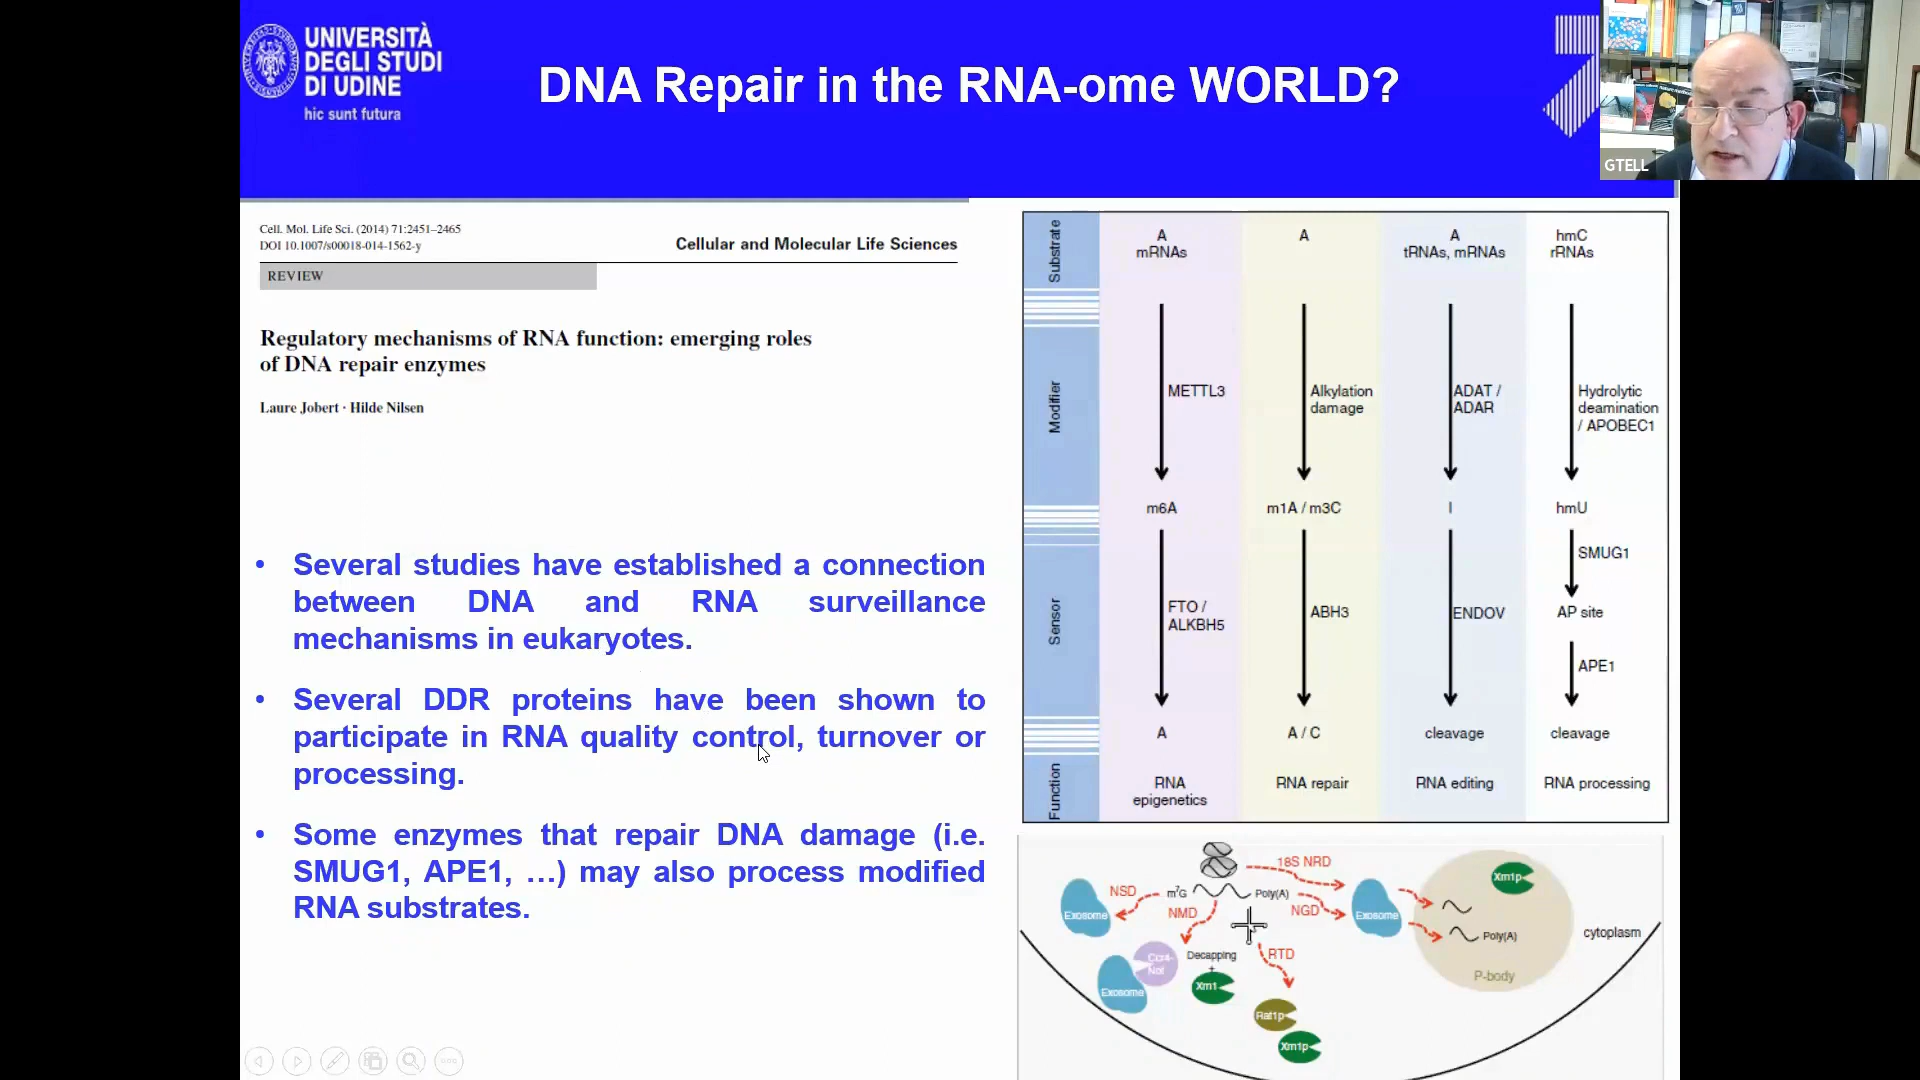 UNIVERSITÀ
DEGLI STUDI
DI UDINE
hic sunt futura
DNA Repair in the RNA-ome WORLD?
GTELL
Cell. Mol. Life Sci. (2014) 71:2451–2465
DOI 10.1007/s00018-014-1562-y
Cellular and Molecular Life Sciences
REVIEW
Regulatory mechanisms of RNA function: emerging roles
of DNA repair enzymes
Laure Jobert · Hilde Nilsen
• Several studies have established a connection
between DNA and RNA surveillance
mechanisms in eukaryotes.
• Several DDR proteins have been shown to
participate in RNA quality control, turnover or
processing.
• Some enzymes that repair DNA damage (i.e.
SMUG1, APE1, …) may also process modified
RNA substrates.
Substrate
A
mRNAs
A
A
tRNAs, mRNAs
hmC
rRNAs
Modifier
METTL3
Alkylation
damage
ADAT /
ADAR
Hydrolytic
deamination
/ APOBEC1
m6A
m1A / m3C
I
hmU
Sensor
FTO /
ALKBH5
ABH3
ENDOV
SMUG1
AP site
APE1
A
A / C
cleavage
cleavage
Function
RNA
epigenetics
RNA repair
RNA editing
RNA processing
18S NRD
Xrn1p
NSD
m7G
Poly(A)
Exosome
NMD
NGD
Exosome
Poly(A)
cytoplasm
Ccr4-
Not
Decapping
+
RTD
P-body
Exosome
Xrn1
Rat1p
Xrn1p